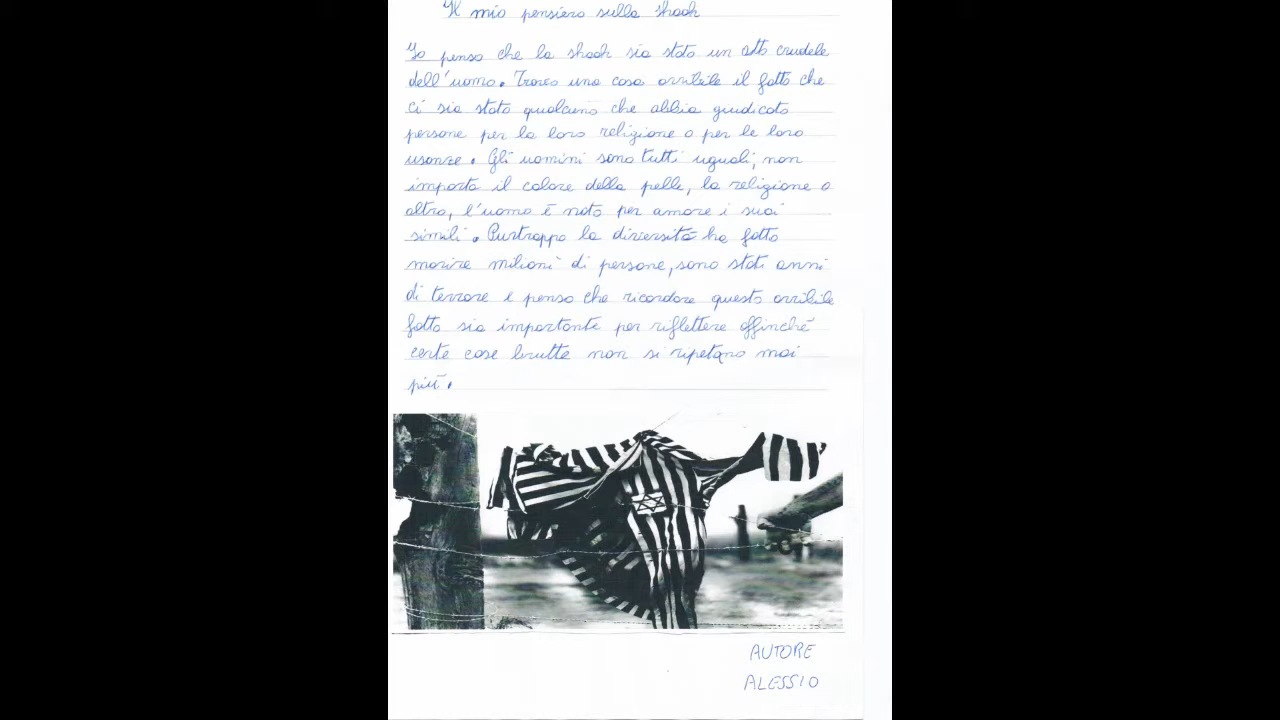 Il mio pensiero sulla shoah
Io penso che la shoah sia stato un atto crudele
dell'uomo. Trovo una cosa orribile il fatto che
ci sia stato qualcuno che abbia giudicato
persone per la loro religione o per le loro
usanze. Gli uomini sono tutti uguali, non
importa il colore della pelle, la religione o
altro, l'uomo è nato per amare i suoi
simili. Purtroppo la diversità ha fatto
morire milioni di persone, sono stati anni
di terrore e penso che ricordare questo orribile
fatto sia importante per riflettere affinché
certe cose brutte non si ripetano mai
più.
AUTORE
ALESSIO